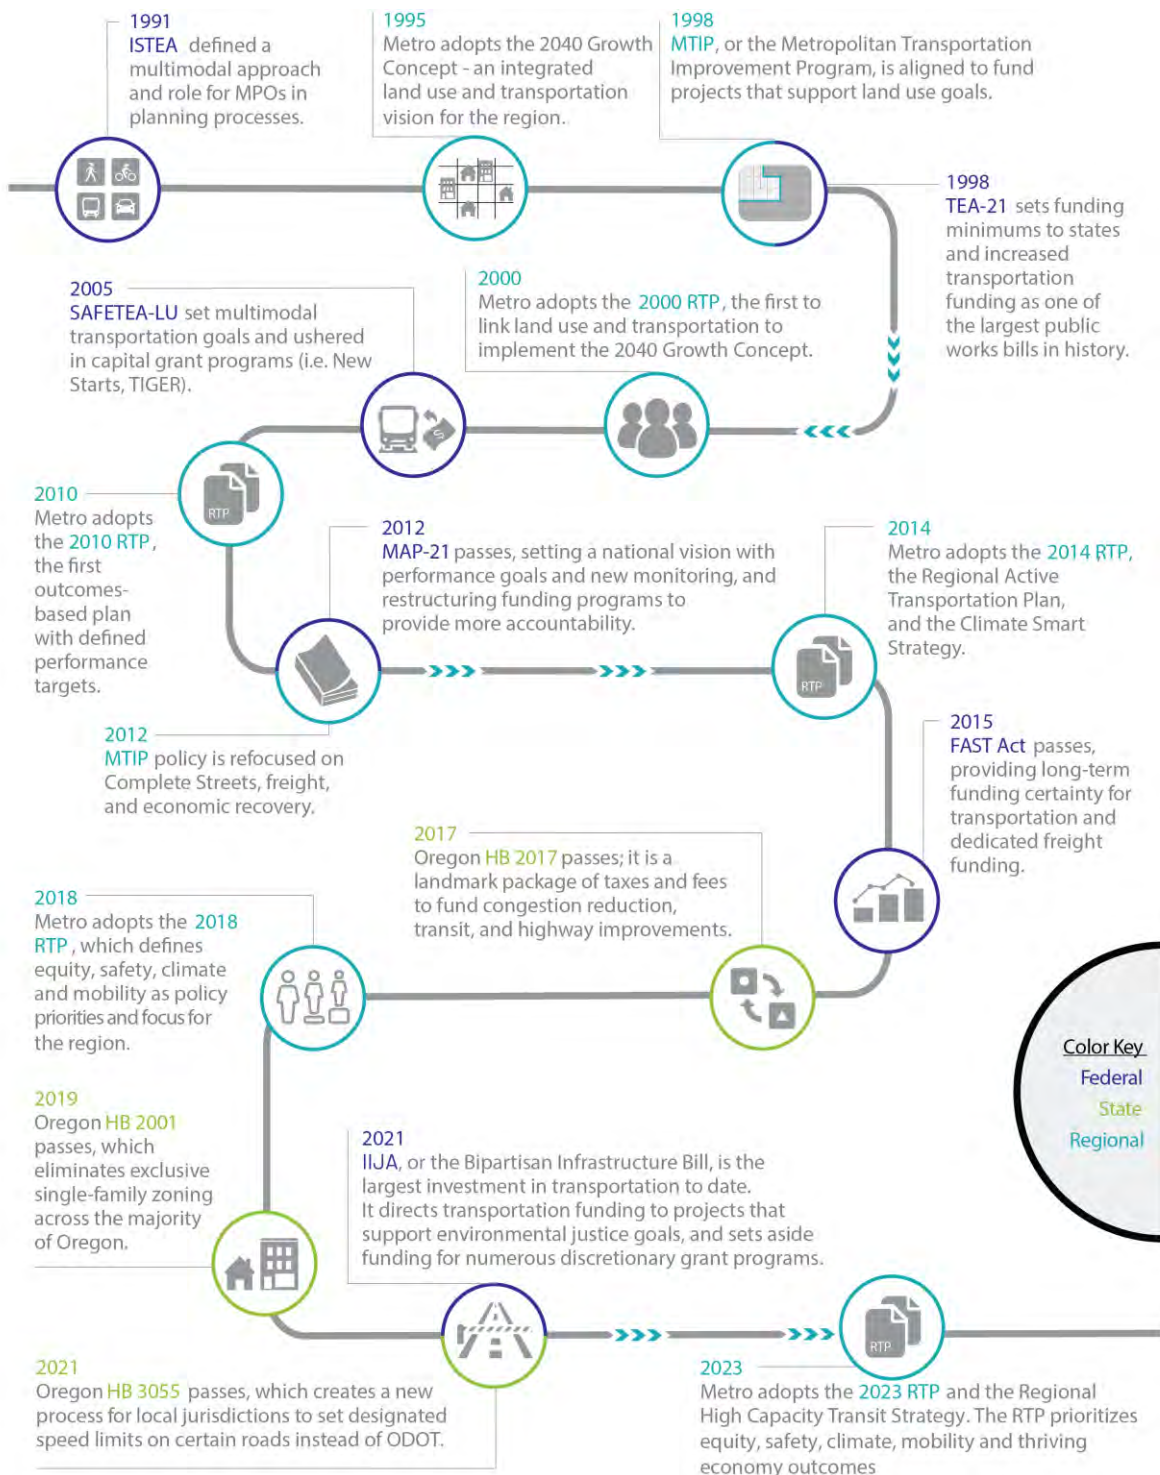 1991
ISTEA defined a
multimodal approach
and role for MPOs in
planning processes.
1995
Metro adopts the 2040 Growth
Concept - an integrated
land use and transportation
vision for the region.
1998
MTIP, or the Metropolitan Transportation
Improvement Program, is aligned to fund
projects that support land use goals.
1998
TEA-21 sets funding
minimums to states
and increased
transportation
funding as one of
the largest public
works bills in history.
2000
Metro adopts the 2000 RTP, the first to
link land use and transportation to
implement the 2040 Growth Concept.
2005
SAFETEA-LU set multimodal
transportation goals and ushered
in capital grant programs (i.e. New
Starts, TIGER).
RTP
2010
Metro adopts
the 2010 RTP,
the first
outcomes-
based plan
with defined
performance
targets.
2012
MAP-21 passes, setting a national vision with
performance goals and new monitoring, and
restructuring funding programs to
provide more accountability.
2012
MTIP policy is refocused on
Complete Streets, freight,
and economic recovery.
2014
Metro adopts the 2014 RTP,
the Regional Active
Transportation Plan,
and the Climate Smart
Strategy.
RTP
2015
FAST Act passes,
providing long-term
funding certainty for
transportation and
dedicated freight
funding.
2017
Oregon HB 2017 passes; it is a
landmark package of taxes and fees
to fund congestion reduction,
transit, and highway improvements.
2018
Metro adopts the 2018
RTP, which defines
equity, safety, climate
and mobility as policy
priorities and focus for
the region.
Color Key
Federal
State
Regional
2019
Oregon HB 2001
passes, which
eliminates exclusive
single-family zoning
across the majority
of Oregon.
2021
IIJA, or the Bipartisan Infrastructure Bill, is the
largest investment in transportation to date.
It directs transportation funding to projects that
support environmental justice goals, and sets aside
funding for numerous discretionary grant programs.
2021
Oregon HB 3055 passes, which creates a new
process for local jurisdictions to set designated
speed limits on certain roads instead of ODOT.
RTP
2023
Metro adopts the 2023 RTP and the Regional
High Capacity Transit Strategy. The RTP prioritizes
equity, safety, climate, mobility and thriving
economy outcomes